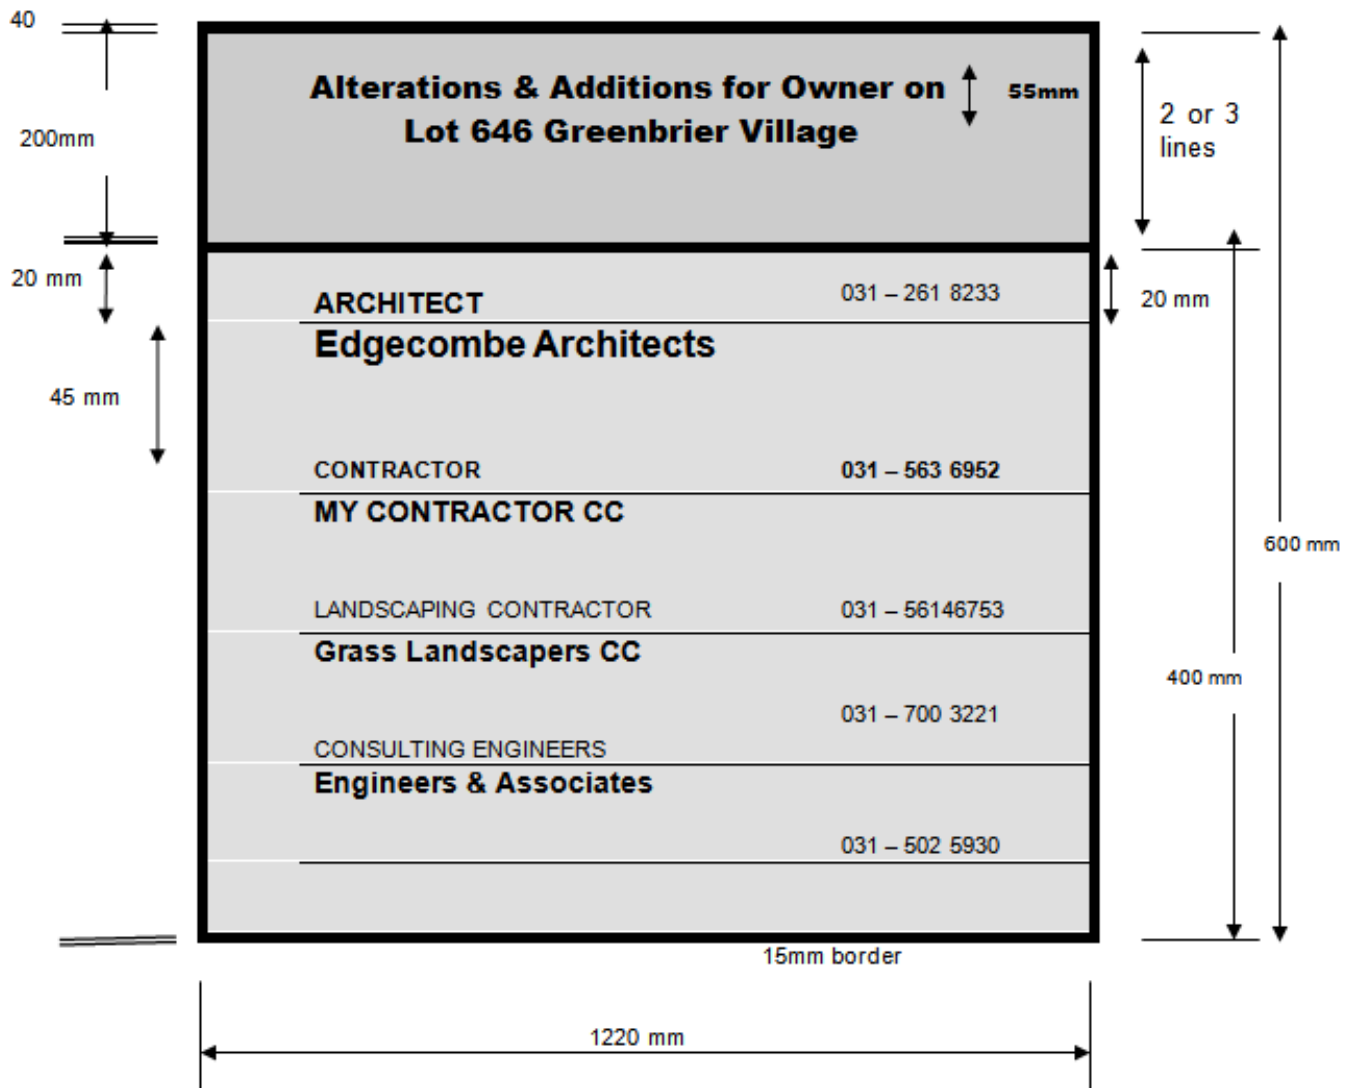 40
Alterations & Additions for Owner on
55mm
Lot 646 Greenbrier Village
2 or 3
lines
200mm
20 mm
ARCHITECT
031 – 261 8233
20 mm
Edgecombe Architects
45 mm
CONTRACTOR
031 – 563 6952
MY CONTRACTOR CC
600 mm
LANDSCAPING CONTRACTOR
031 – 56146753
Grass Landscapers CC
400 mm
031 – 700 3221
CONSULTING ENGINEERS
Engineers & Associates
031 – 502 5930
15mm border
1220 mm